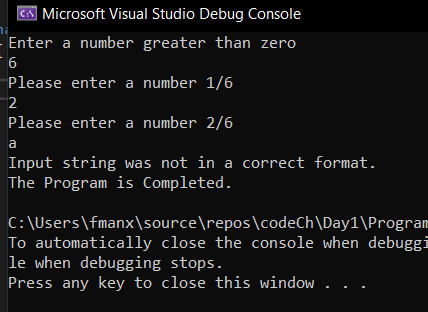 Microsoft Visual Studio Debug Console
Enter a number greater than zero
6
Please enter a number 1/6
2
Please enter a number 2/6
a
Input string was not in a correct format.
The Program is Completed.
C:\Users\fmanx\source\repos\codeCh\Day1\Program
To automatically close the console when debuggi
le when debugging stops.
Press any key to close this window . . .